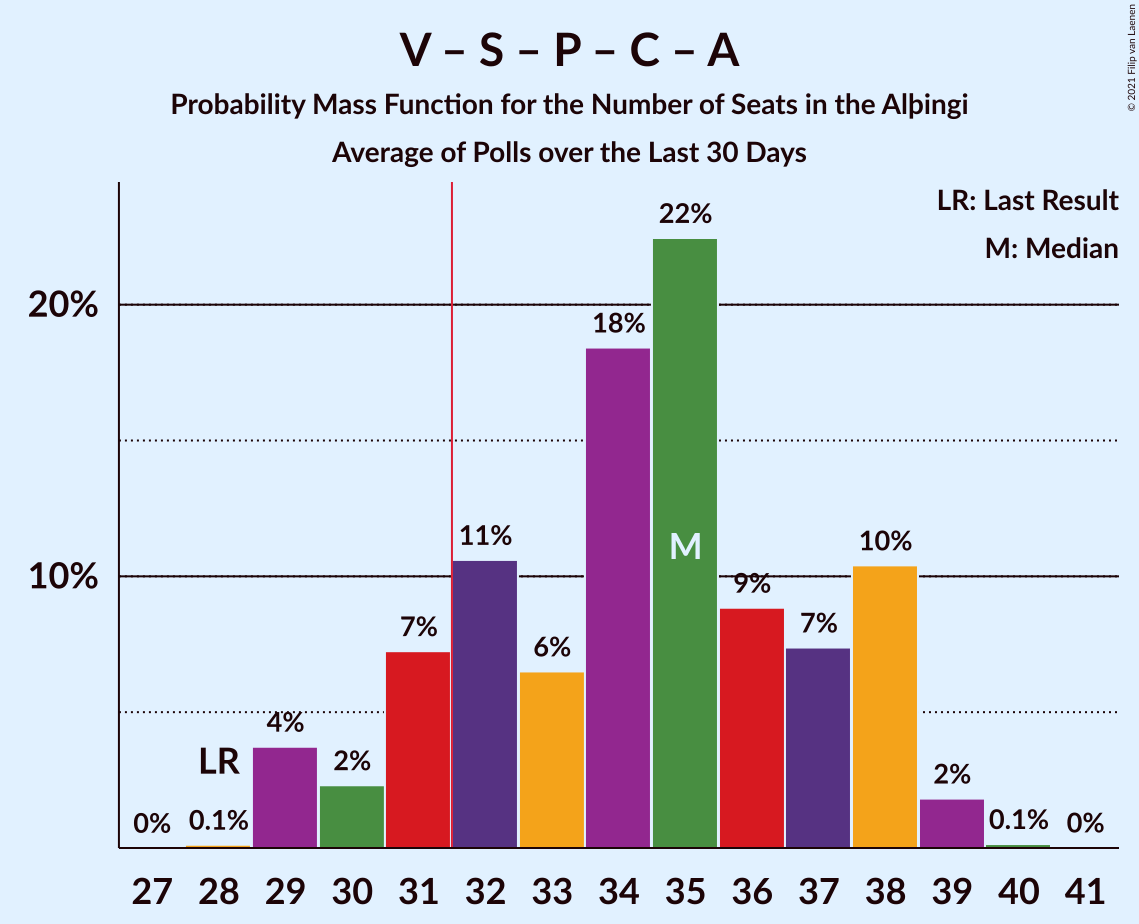 V – S – P – C – A
Probability Mass Function for the Number of Seats in the Alþingi
Average of Polls over the Last 30 Days
© 2021 Filip van Laenen
LR: Last Result
M: Median
22%
20%
18%
11%
M
10%
10%
9%
7%
7%
6%
4%
LR
2%
2%
0%
0.1%
0.1%
0%
27 28 29 30 31 32 33 34 35 36 37 38 39 40 41